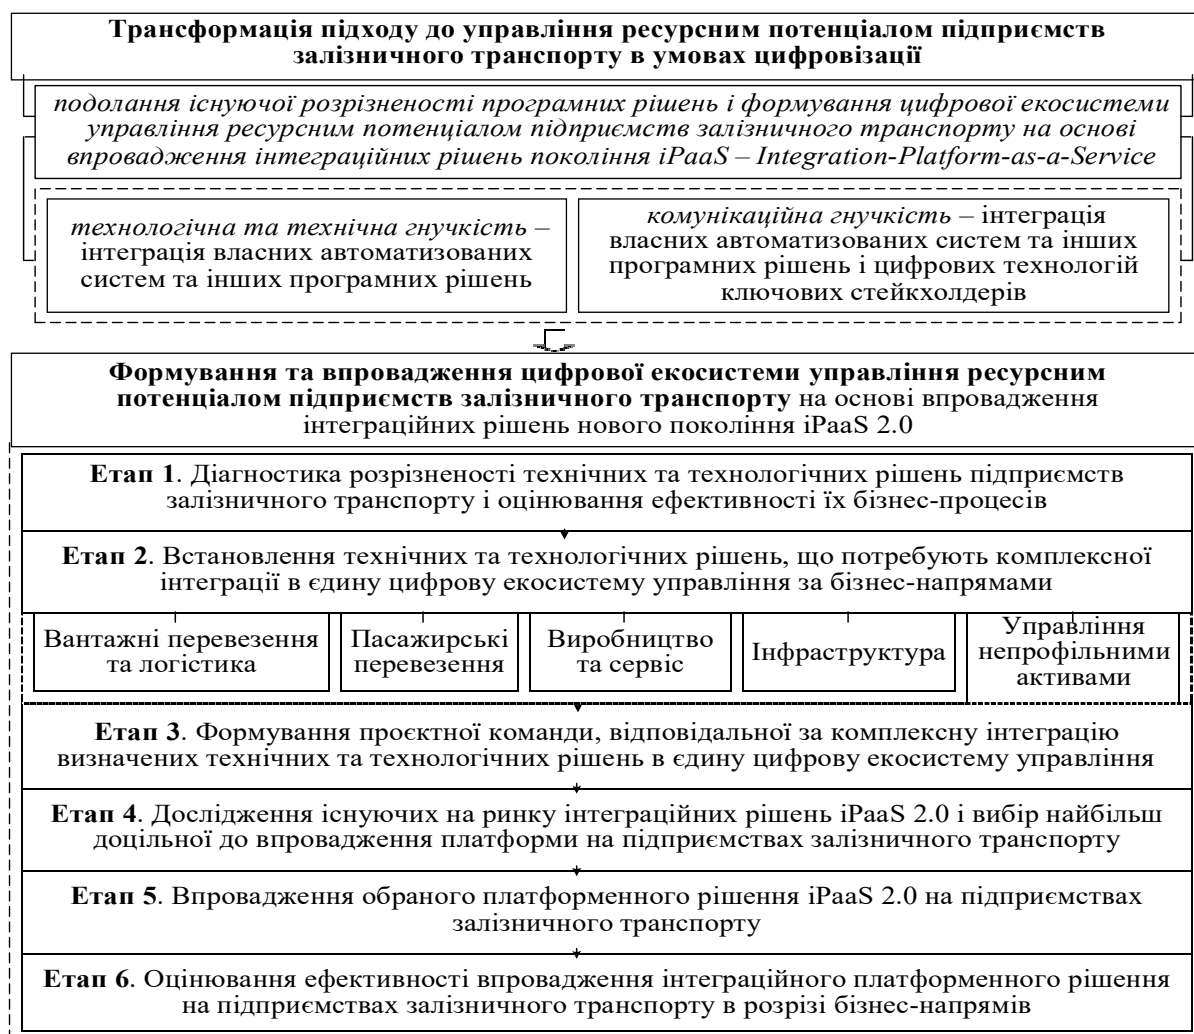 Трансформація підходу до управління ресурсним потенціалом підприємств
залізничного транспорту в умовах цифровізації
подолання існуючої розрізненості програмних рішень і формування цифрової екосистеми
управління ресурсним потенціалом підприємств залізничного транспорту на основі
впровадження інтеграційних рішень покоління iPaaS – Integration-Platform-as-a-Service
технологічна та технічна гнучкість –
інтеграція власних автоматизованих
систем та інших програмних рішень
комунікаційна гнучкість – інтеграція
власних автоматизованих систем та інших
програмних рішень і цифрових технологій
ключових стейкхолдерів
Формування та впровадження цифрової екосистеми управління ресурсним
потенціалом підприємств залізничного транспорту на основі впровадження
інтеграційних рішень нового покоління iPaaS 2.0
Етап 1. Діагностика розрізненості технічних та технологічних рішень підприємств
залізничного транспорту і оцінювання ефективності їх бізнес-процесів
Етап 2. Встановлення технічних та технологічних рішень, що потребують комплексної
інтеграції в єдину цифрову екосистему управління за бізнес-напрямами
Вантажні перевезення
та логістика
Пасажирські
перевезення
Виробництво
та сервіс
Інфраструктура
Управління
непрофільними
активами
Етап 3. Формування проєктної команди, відповідальної за комплексну інтеграцію
визначених технічних та технологічних рішень в єдину цифрову екосистему управління
Етап 4. Дослідження існуючих на ринку інтеграційних рішень iPaaS 2.0 і вибір найбільш
доцільної до впровадження платформи на підприємствах залізничного транспорту
Етап 5. Впровадження обраного платформенного рішення iPaaS 2.0 на підприємствах
залізничного транспорту
Етап 6. Оцінювання ефективності впровадження інтеграційного платформенного рішення
на підприємствах залізничного транспорту в розрізі бізнес-напрямів